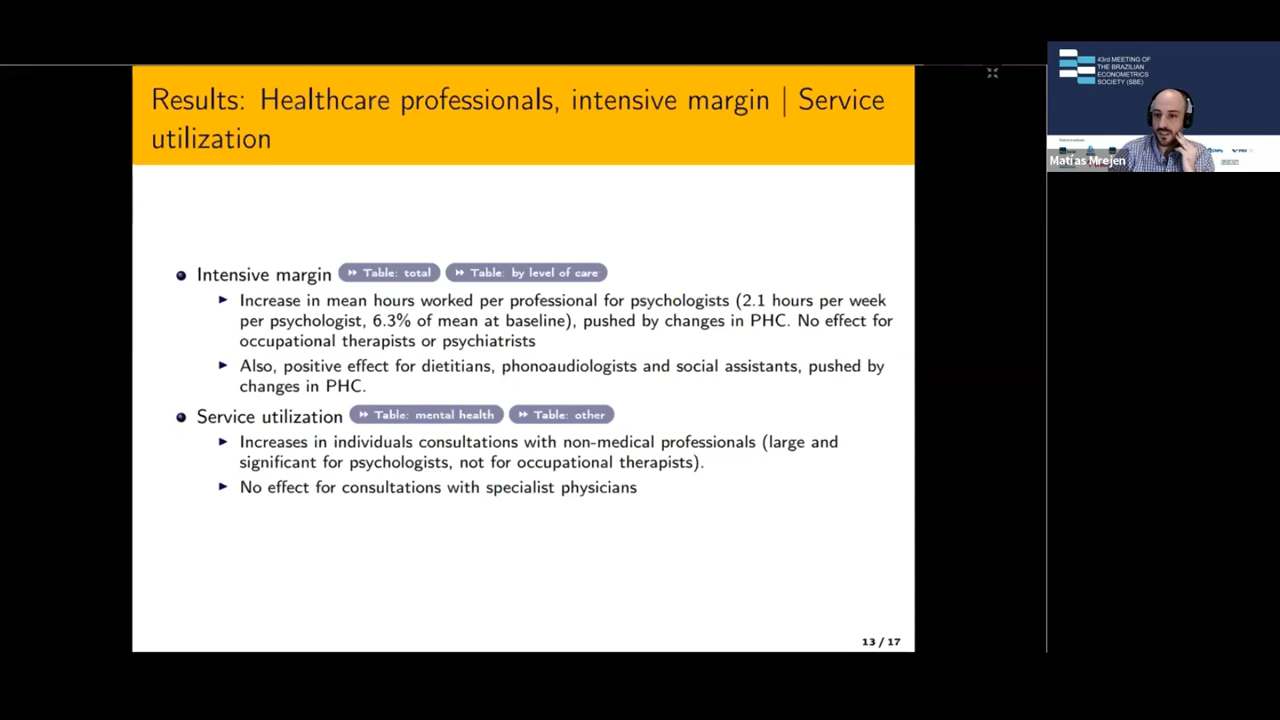 Results: Healthcare professionals, intensive margin | Service
utilization
Intensive margin Table: total Table: by level of care
Increase in mean hours worked per professional for psychologists (2.1 hours per week
per psychologist, 6.3% of mean at baseline), pushed by changes in PHC. No effect for
occupational therapists or psychiatrists
Also, positive effect for dietitians, phonoaudiologists and social assistants, pushed by
changes in PHC.
Service utilization Table: mental health Table: other
Increases in individuals consultations with non-medical professionals (large and
significant for psychologists, not for occupational therapists).
No effect for consultations with specialist physicians
13 / 17
43rd MEETING OF
THE BRAZILIAN
ECONOMETRICS
SOCIETY (SBE)
Matías Mrejen